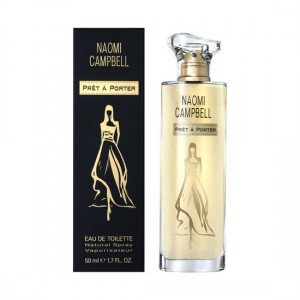 NAOMI
CAMPBELL
PRÊT À PORTER
EAU DE TOILETTE
Natural Spray
Vaporisateur
50 ml e 1.7 FL. OZ.
NAOMI
CAMPBELL
PRÊT À PORTER